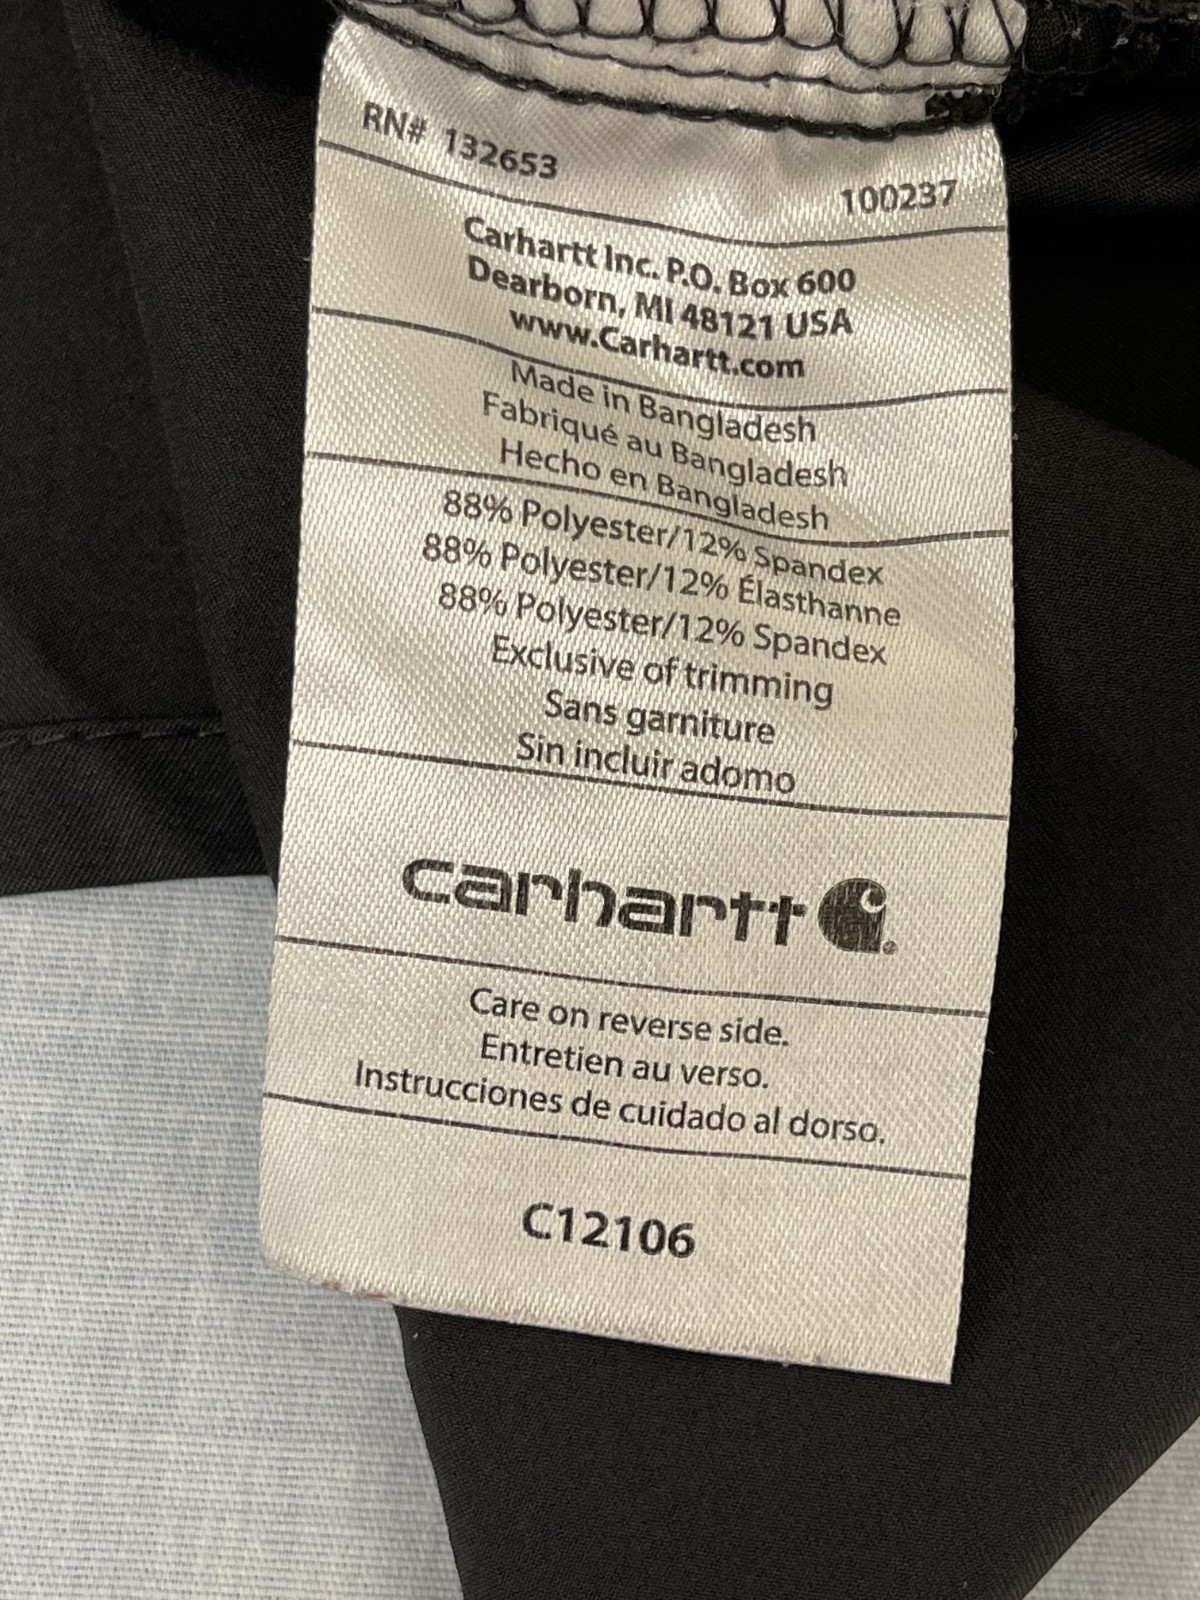 RN# 132653
100237
Carhartt Inc. P.O. Box 600
Dearborn, MI 48121 USA
www.Carhartt.com
Made in Bangladesh
Fabriqué au Bangladesh
Hecho en Bangladesh
88% Polyester/12% Spandex
88% Polyester/12% Élasthanne
88% Polyester/12% Spandex
Exclusive of trimming
Sans garniture
Sin incluir adorno
carhartt
Care on reverse side.
Entretien au verso.
Instrucciones de cuidado al dorso.
C12106